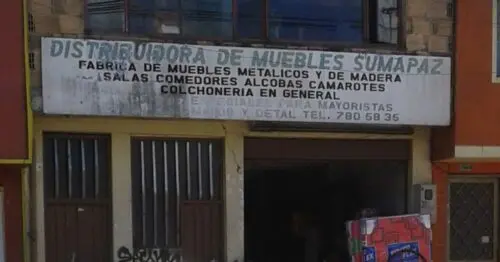 DISTRIBUIDORA DE MUEBLES SUMAPAZ
FABRICA DE MUEBLES METALICOS Y DE MADERA
SALAS COMEDORES ALCOBAS CAMAROTES
COLCHONERIA EN GENERAL
PARA MAYORISTAS
Y DETAL TEL. 780 58 35